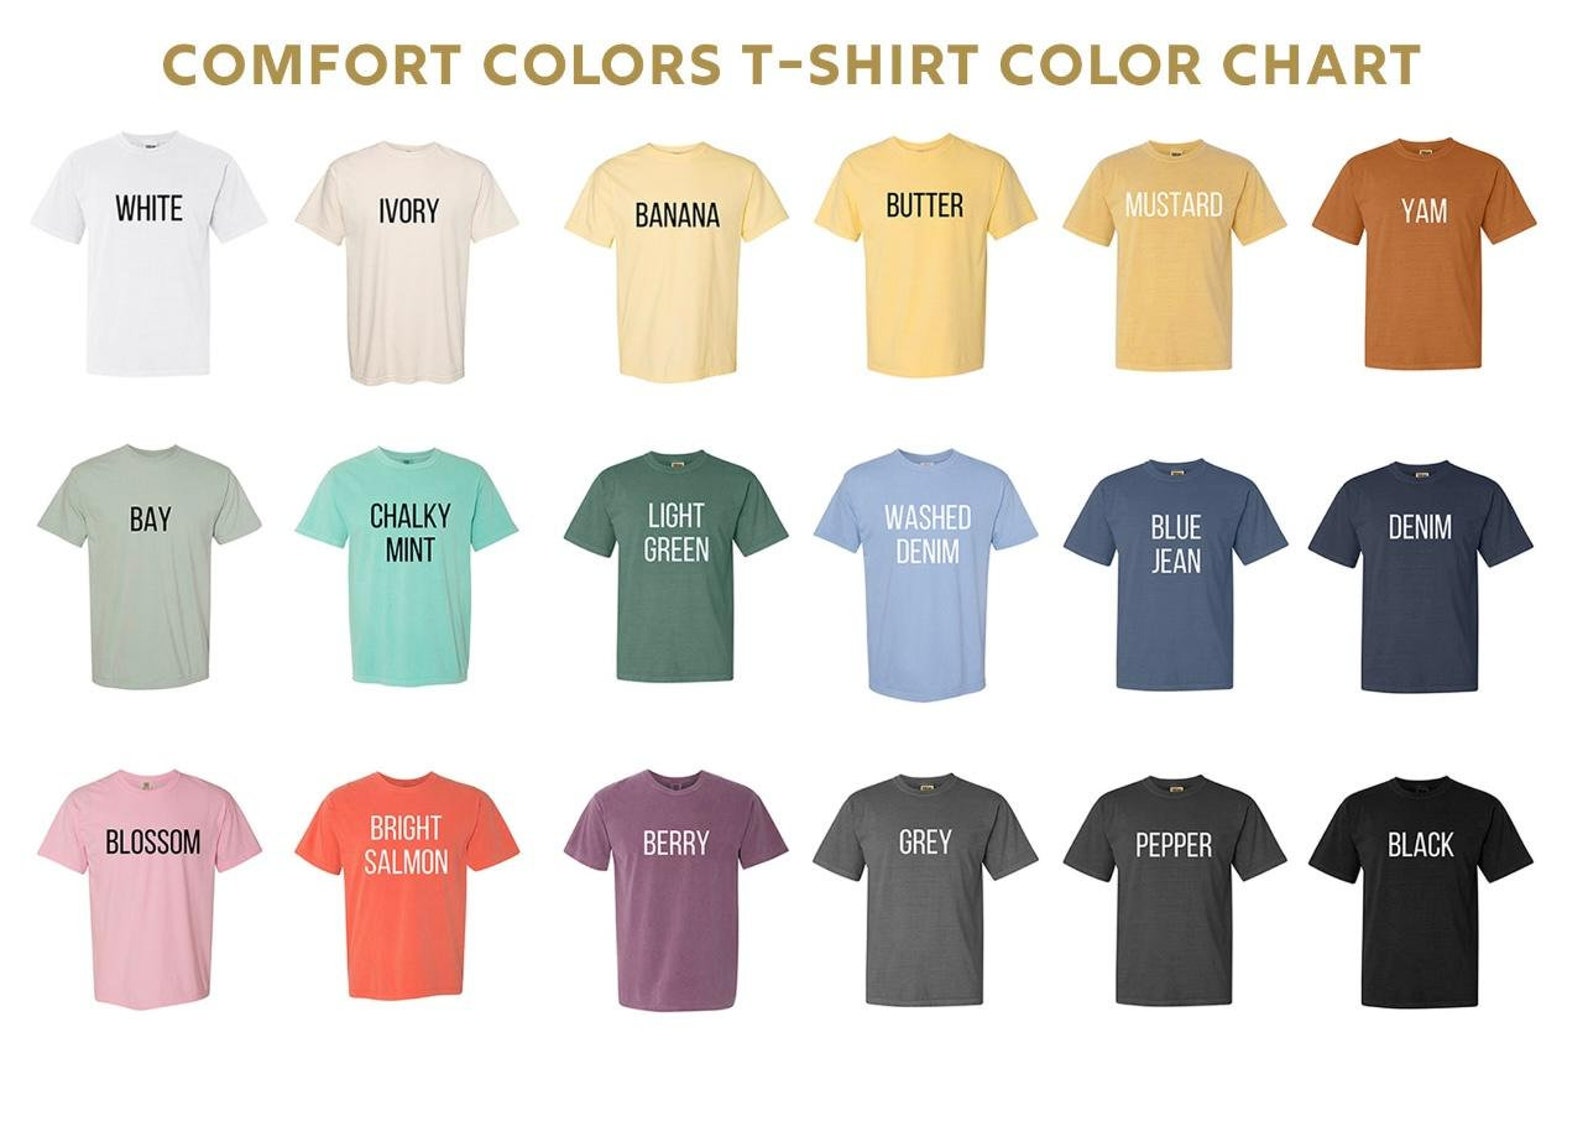 COMFORT COLORS T-SHIRT COLOR CHART
WHITE
IVORY
BANANA
BUTTER
MUSTARD
YAM
BAY
CHALKY
MINT
LIGHT
GREEN
WASHED
DENIM
BLUE
JEAN
DENIM
BLOSSOM
BRIGHT
SALMON
BERRY
GREY
PEPPER
BLACK